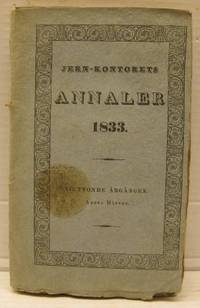 JERN-KONTORETS
ANNALER
1833.
SJUTTONDE ÅRGÅNGEN.